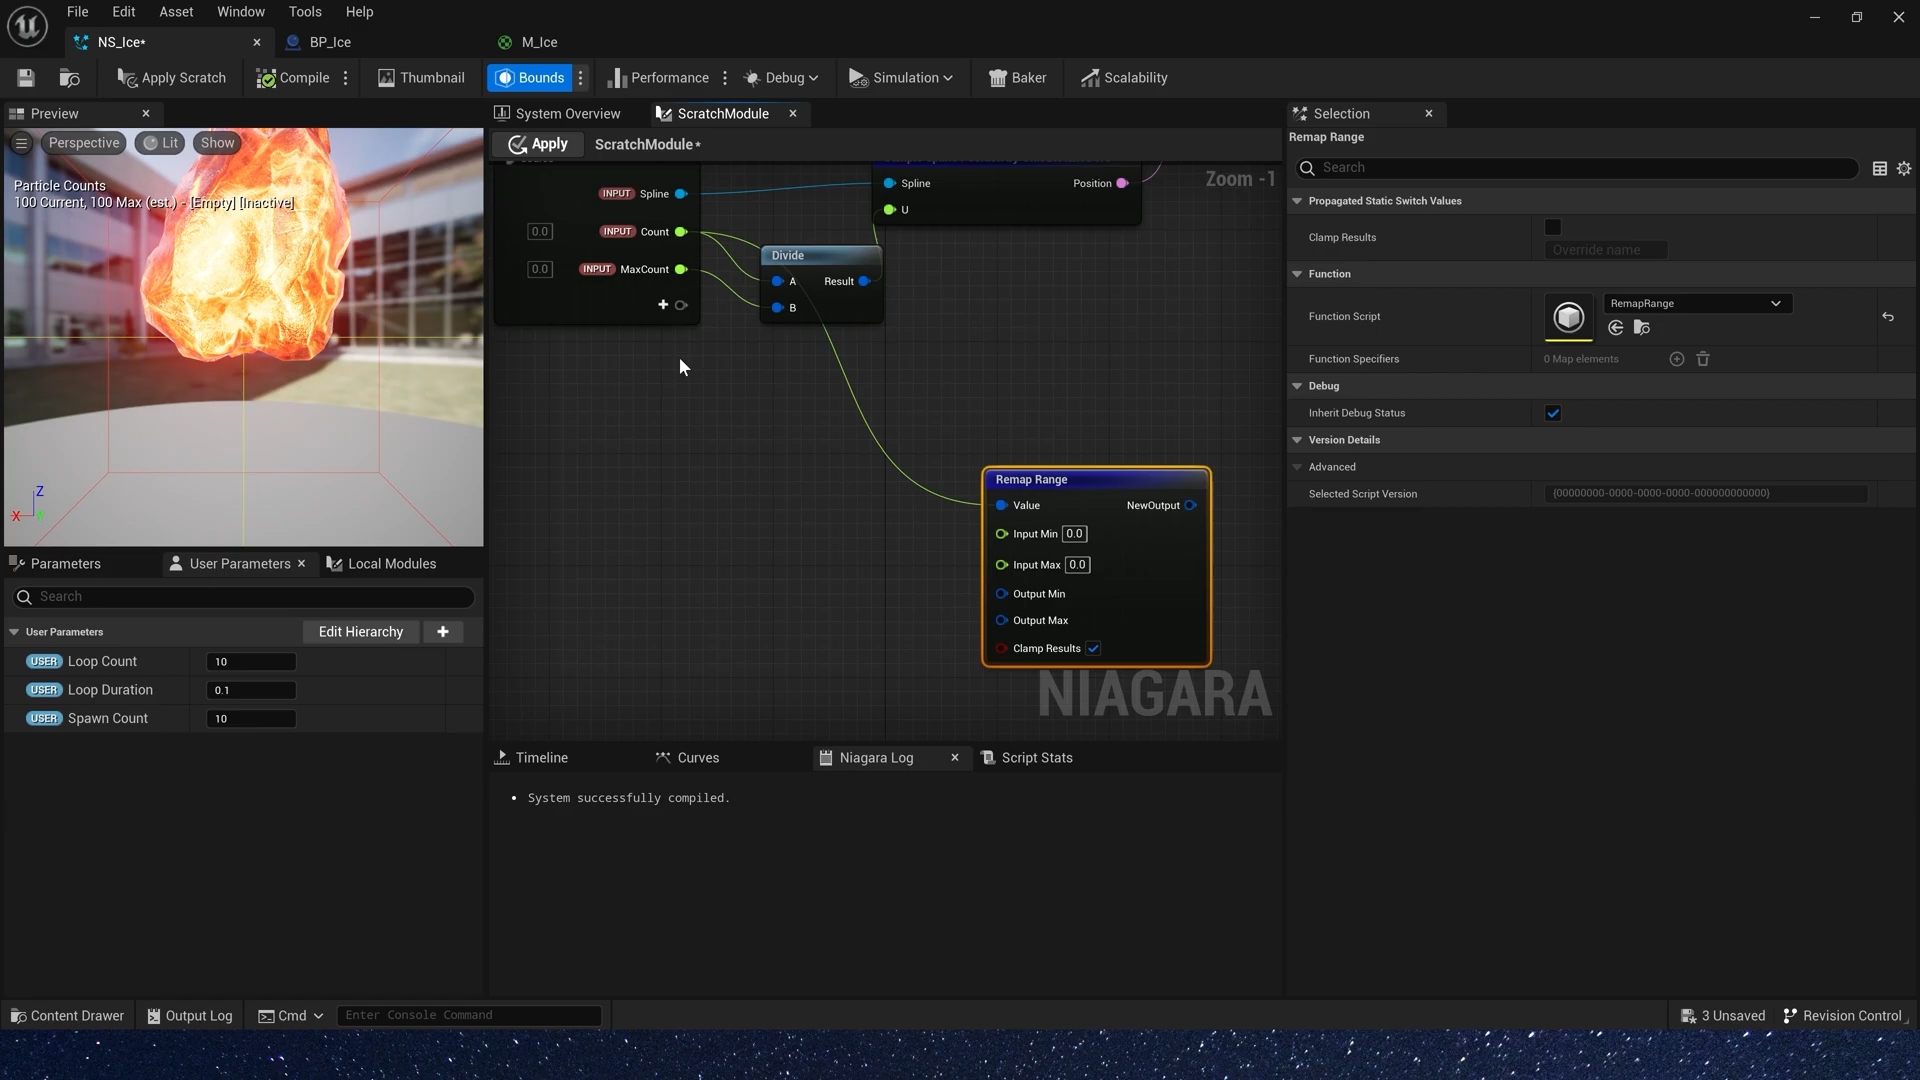 File Edit Asset Window Tools Help
NS_Ice* BP_Ice M_Ice
Apply Scratch Compile Thumbnail Bounds Performance Debug Simulation Baker Scalability
Preview
System Overview ScratchModule
Selection
Perspective Lit Show
Apply ScratchModule*
Remap Range
Search
Zoom -1
Particle Counts
100 Current, 100 Max (est.) - [Empty] [Inactive]
INPUT Spline
0.0 INPUT Count
0.0 INPUT MaxCount
Spline Position
U
Divide
A Result
B
Remap Range
Value NewOutput
Input Min 0.0
Input Max 0.0
Output Min
Output Max
Clamp Results
NIAGARA
Propagated Static Switch Values
Clamp Results
Override name
Function
Function Script RemapRange
Function Specifiers 0 Map elements
Debug
Inherit Debug Status
Version Details
Advanced
Selected Script Version {00000000-0000-0000-0000-000000000000}
Z
X Y
Parameters User Parameters Local Modules
Search
User Parameters Edit Hierarchy
USER Loop Count 10
USER Loop Duration 0.1
USER Spawn Count 10
Timeline Curves Niagara Log Script Stats
• System successfully compiled.
Content Drawer Output Log Cmd Enter Console Command
3 Unsaved Revision Control